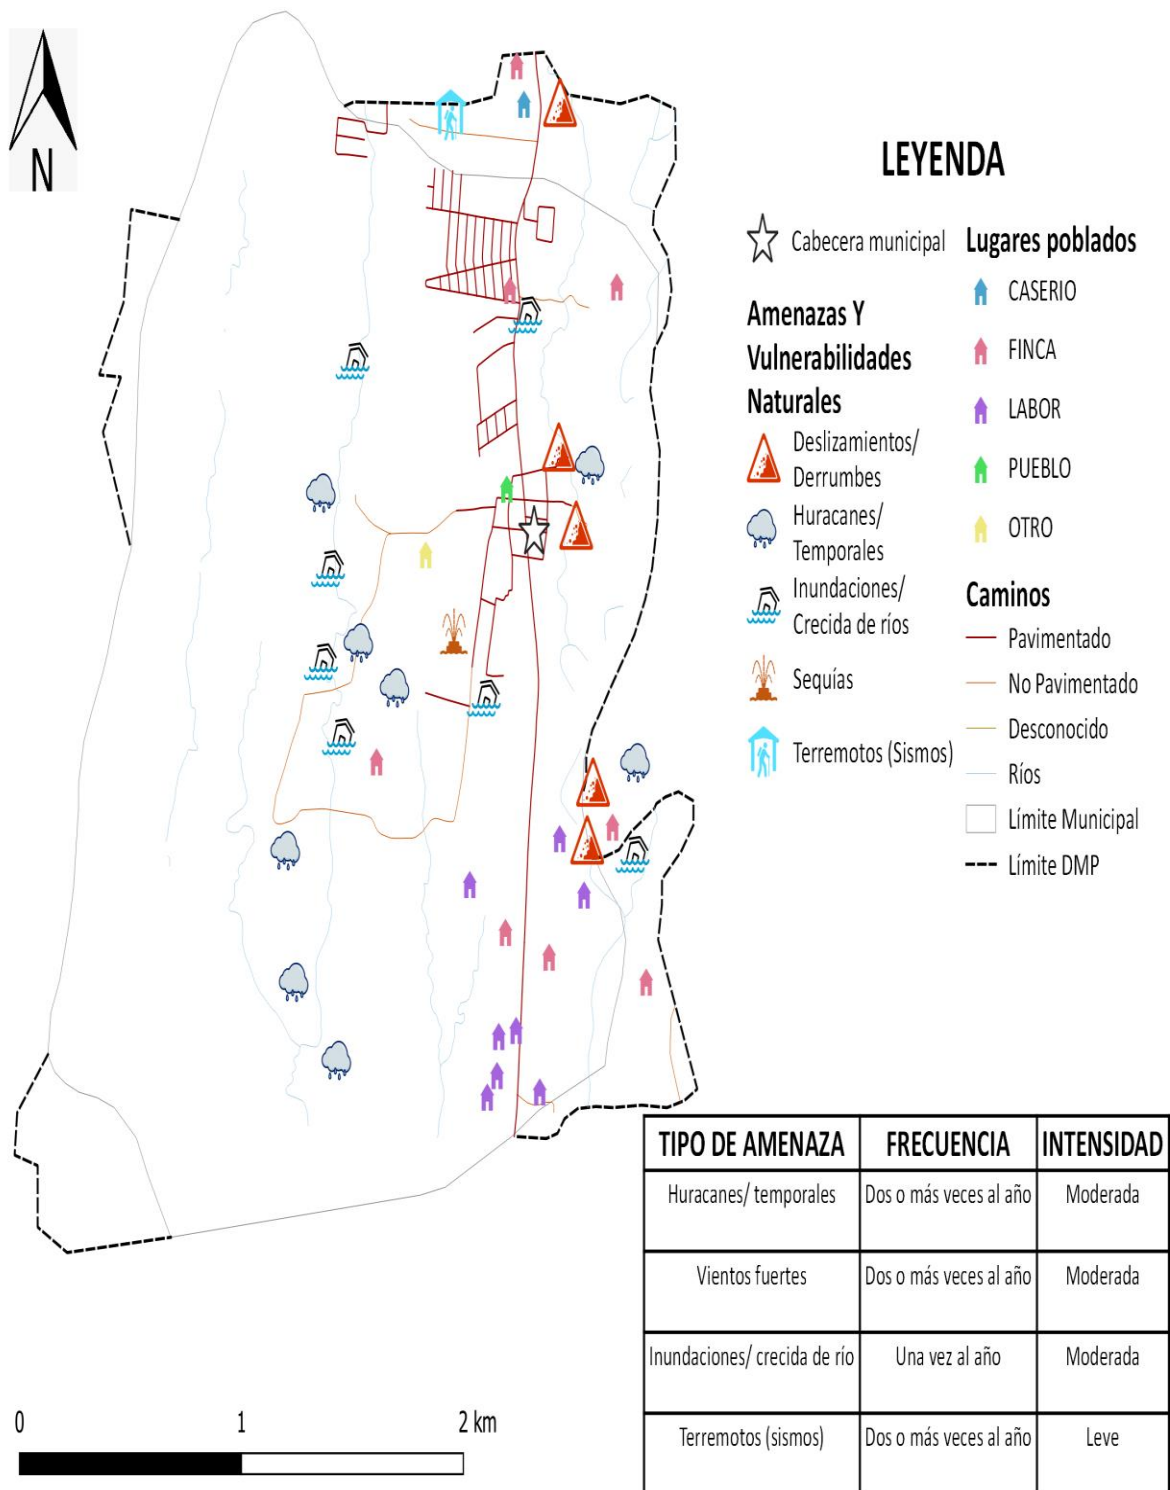 N
LEYENDA
Cabecera municipal
Amenazas Y
Vulnerabilidades
Naturales
Deslizamientos/
Derrumbes
Huracanes/
Temporales
Inundaciones/
Crecida de ríos
Sequías
Terremotos (Sismos)
Lugares poblados
CASERIO
FINCA
LABOR
PUEBLO
OTRO
Caminos
Pavimentado
No Pavimentado
Desconocido
Ríos
Límite Municipal
Límite DMP
TIPO DE AMENAZA FRECUENCIA INTENSIDAD
Huracanes/ temporales Dos o más veces al año Moderada
Vientos fuertes Dos o más veces al año Moderada
Inundaciones/ crecida de río Una vez al año Moderada
Terremotos (sismos) Dos o más veces al año Leve
0 1 2 km